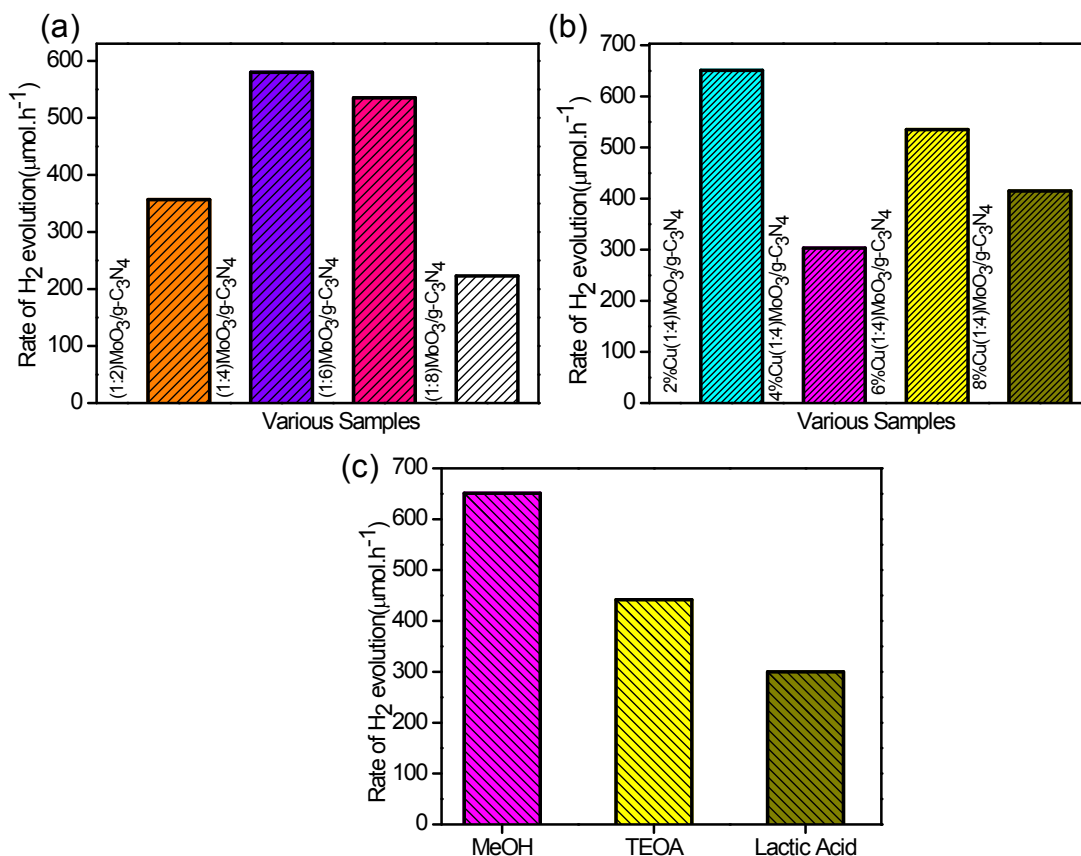 (a)
Rate of H₂ evolution(μmol.h⁻¹)
600
500
400
300
200
100
0
(1:2)MoO₃/g-C₃N₄
(1:4)MoO₃/g-C₃N₄
(1:6)MoO₃/g-C₃N₄
(1:8)MoO₃/g-C₃N₄
Various Samples
(b)
Rate of H₂ evolution(μmol.h⁻¹)
700
600
500
400
300
200
100
0
2%Cu(1:4)MoO₃/g-C₃N₄
4%Cu(1:4)MoO₃/g-C₃N₄
6%Cu(1:4)MoO₃/g-C₃N₄
8%Cu(1:4)MoO₃/g-C₃N₄
Various Samples
(c)
Rate of H₂ evolution(μmol.h⁻¹)
700
600
500
400
300
200
100
0
MeOH
TEOA
Lactic Acid